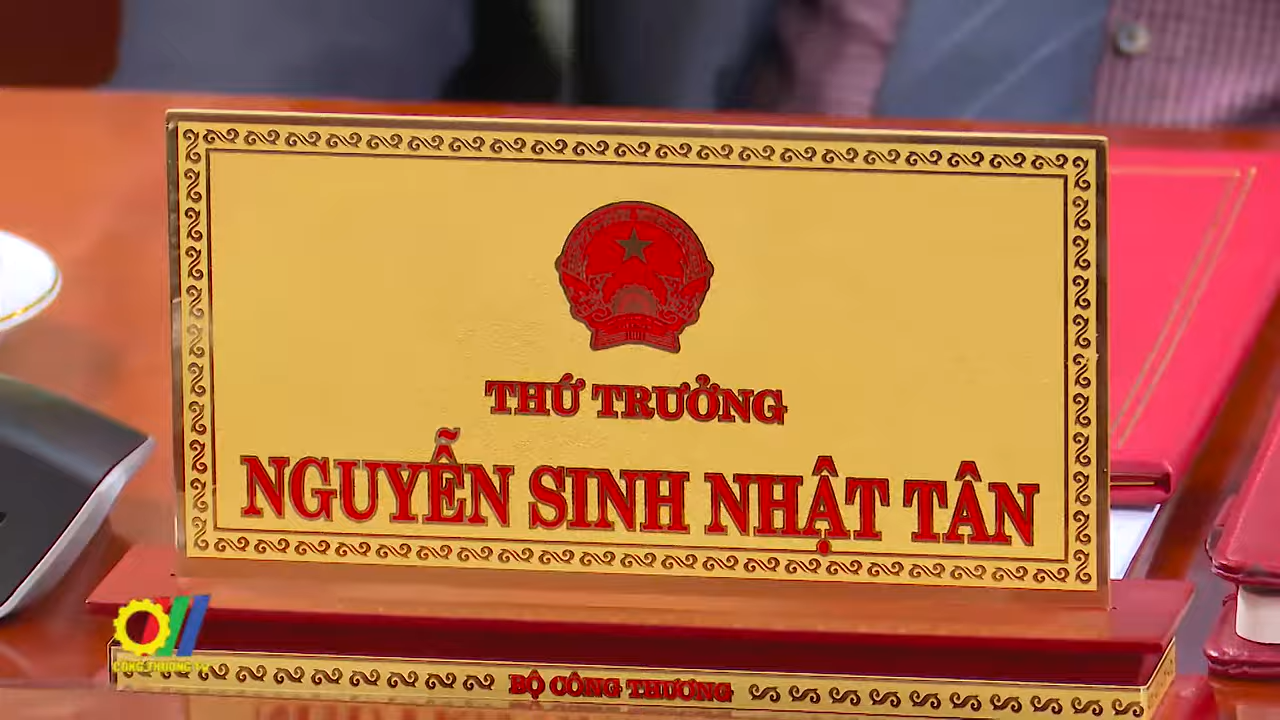 THỨ TRƯỞNG
NGUYỄN SINH NHẬT TÂN
BỘ CÔNG THƯƠNG
CÔNG THƯƠNG TV